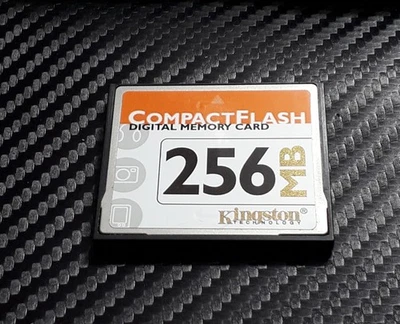 COMPACTFLASH
DIGITAL MEMORY CARD
256 MB
Kingston
TECHNOLOGY